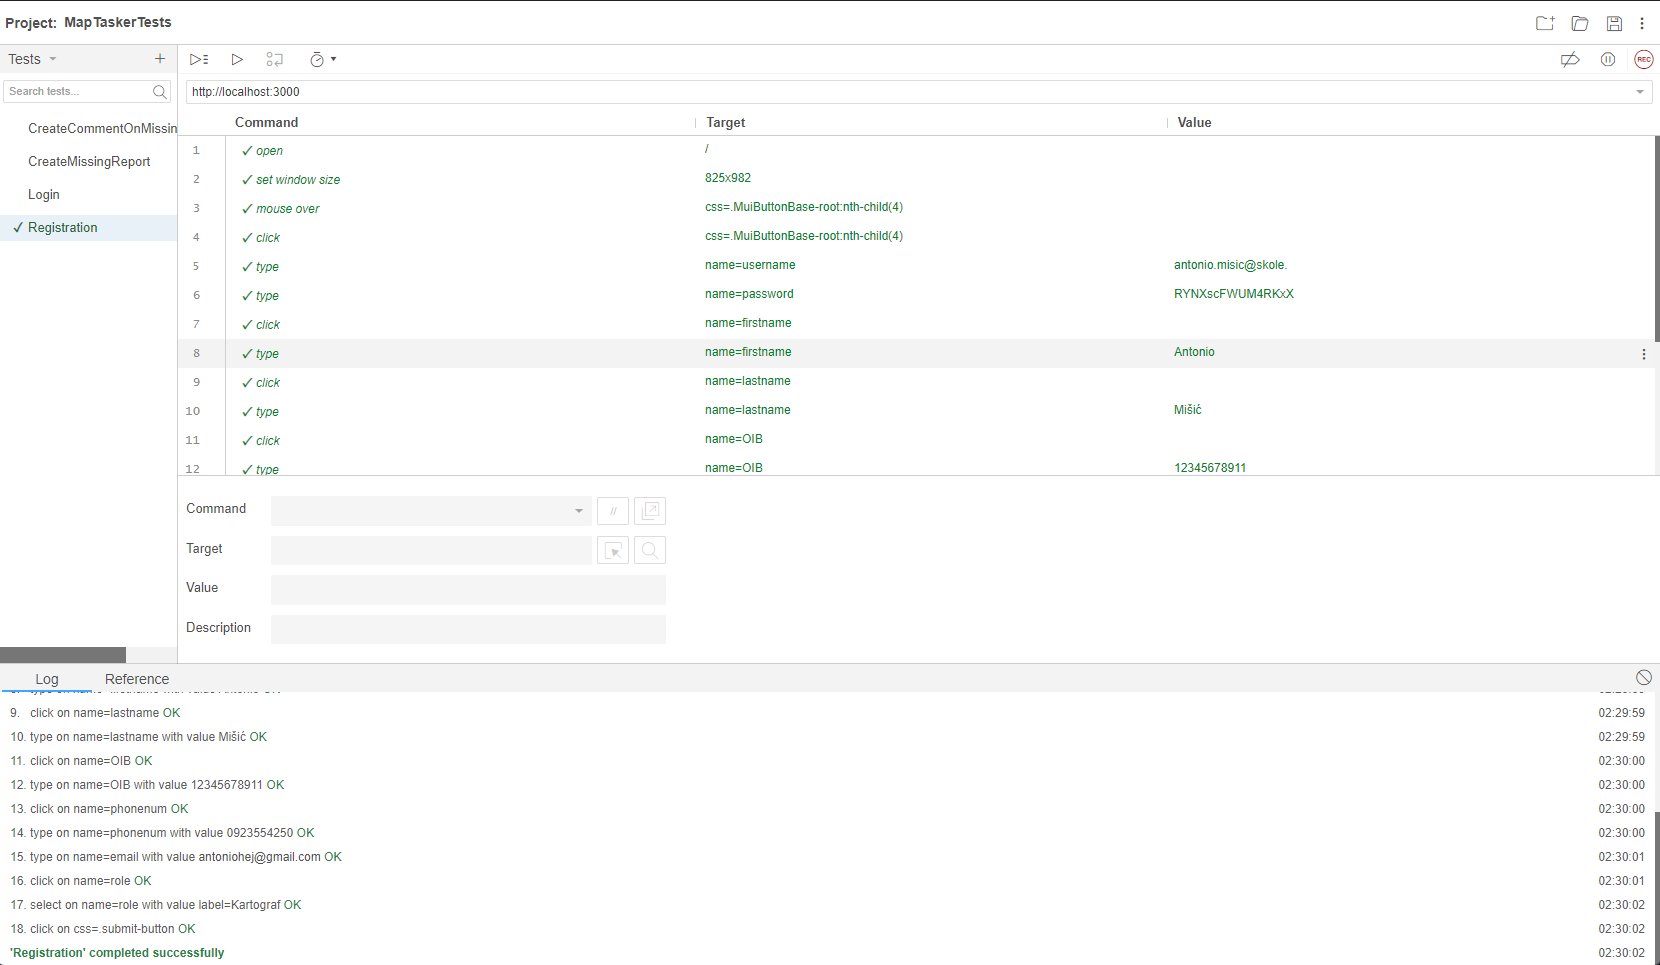 Project: MapTaskerTests
Tests
Search tests...
CreateCommentOnMissin
CreateMissingReport
Login
✓ Registration
REC
http://localhost:3000
Command Target Value
1 ✓ open /
2 ✓ set window size 825x982
3 ✓ mouse over css=.MuiButtonBase-root:nth-child(4)
4 ✓ click css=.MuiButtonBase-root:nth-child(4)
5 ✓ type name=username antonio.misic@skole.
6 ✓ type name=password RYNXscFWUM4RKxX
7 ✓ click name=firstname
8 ✓ type name=firstname Antonio
9 ✓ click name=lastname
10 ✓ type name=lastname Mišić
11 ✓ click name=OIB
12 ✓ type name=OIB 12345678911
Command //
Target
Value
Description
Log Reference
9. click on name=lastname OK 02:29:59
10. type on name=lastname with value Mišić OK 02:29:59
11. click on name=OIB OK 02:30:00
12. type on name=OIB with value 12345678911 OK 02:30:00
13. click on name=phonenum OK 02:30:00
14. type on name=phonenum with value 0923554250 OK 02:30:00
15. type on name=email with value antoniohej@gmail.com OK 02:30:01
16. click on name=role OK 02:30:01
17. select on name=role with value label=Kartograf OK 02:30:02
18. click on css=.submit-button OK 02:30:02
'Registration' completed successfully 02:30:02